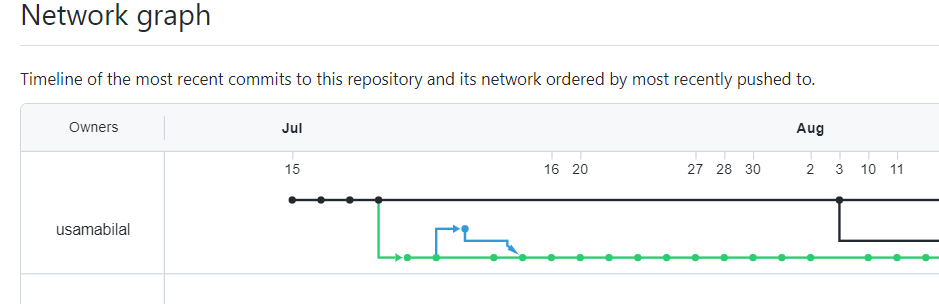 Network graph
Timeline of the most recent commits to this repository and its network ordered by most recently pushed to.
Owners Jul Aug
15 16 20 27 28 30 2 3 10 11
usamabilal